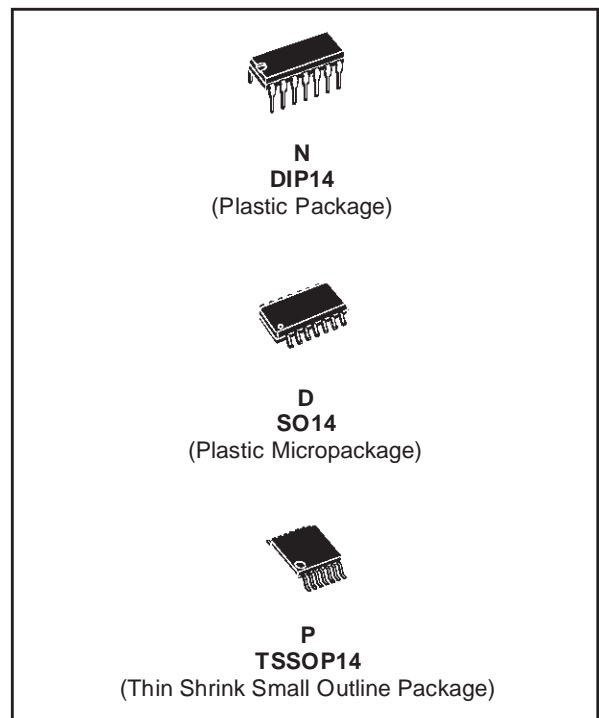 N
DIP14
(Plastic Package)
D
SO14
(Plastic Micropackage)
P
TSSOP14
(Thin Shrink Small Outline Package)